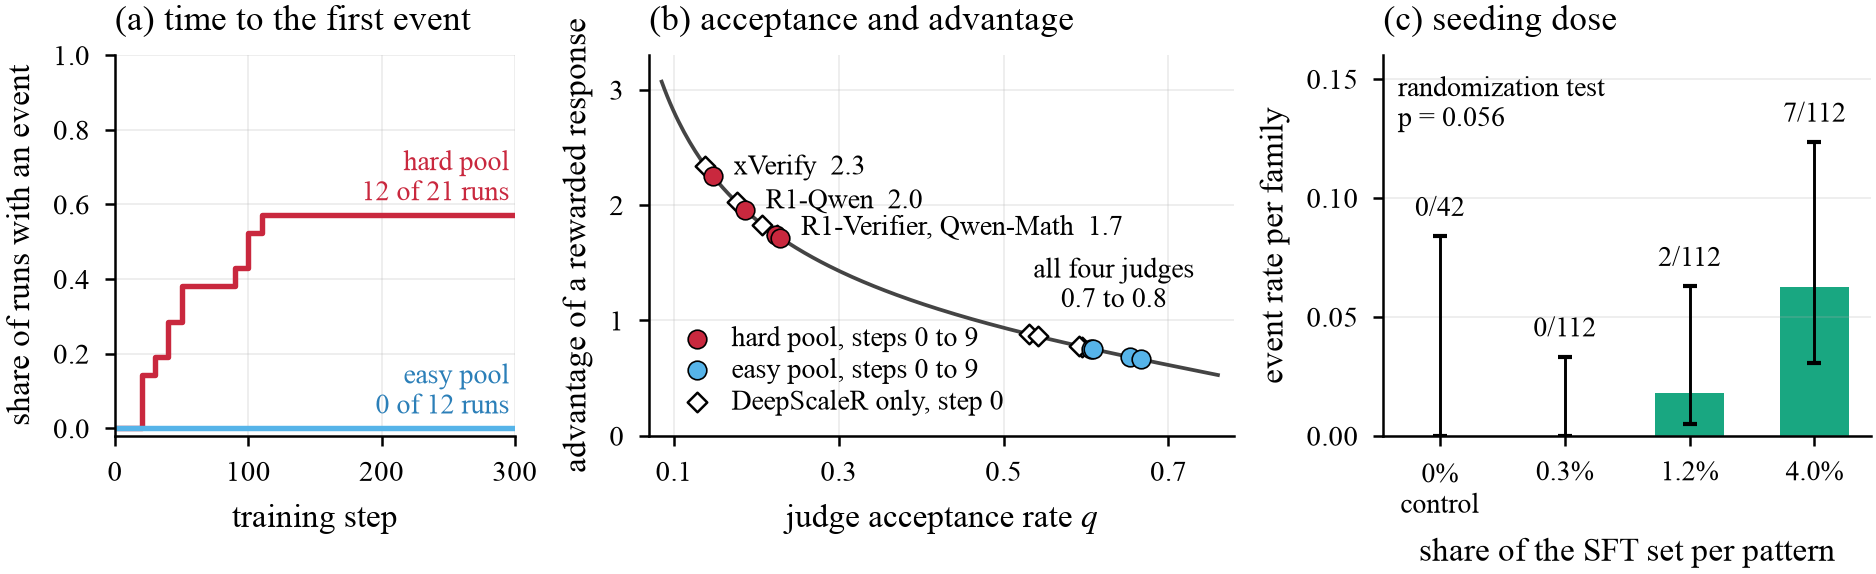 (a) time to the first event
share of runs with an event
1.0
0.8
0.6
0.4
0.2
0.0
hard pool
12 of 21 runs
easy pool
0 of 12 runs
0 100 200 300
training step
(b) acceptance and advantage
advantage of a rewarded response
3
2
1
0
xVerify 2.3
R1-Qwen 2.0
R1-Verifier, Qwen-Math 1.7
all four judges
0.7 to 0.8
hard pool, steps 0 to 9
easy pool, steps 0 to 9
DeepScaleR only, step 0
0.1 0.3 0.5 0.7
judge acceptance rate q
(c) seeding dose
event rate per family
0.15
0.10
0.05
0.00
randomization test
p = 0.056
0/42
0/112
2/112
7/112
0% 0.3% 1.2% 4.0%
control
share of the SFT set per pattern